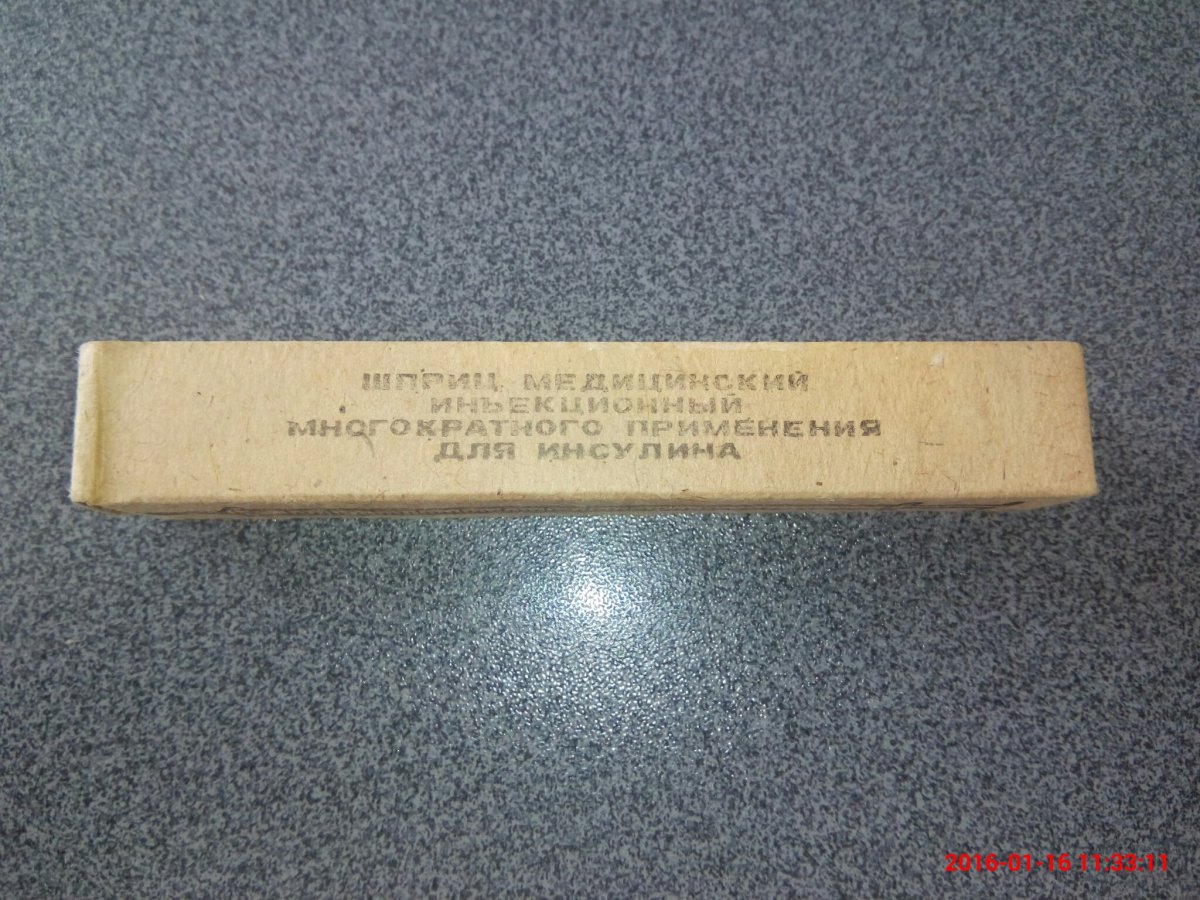 ШПРИЦ МЕДИЦИНСКИЙ
ИНЪЕКЦИОННЫЙ
МНОГОКРАТНОГО ПРИМЕНЕНИЯ
ДЛЯ ИНСУЛИНА
2016-01-16 11:33:11